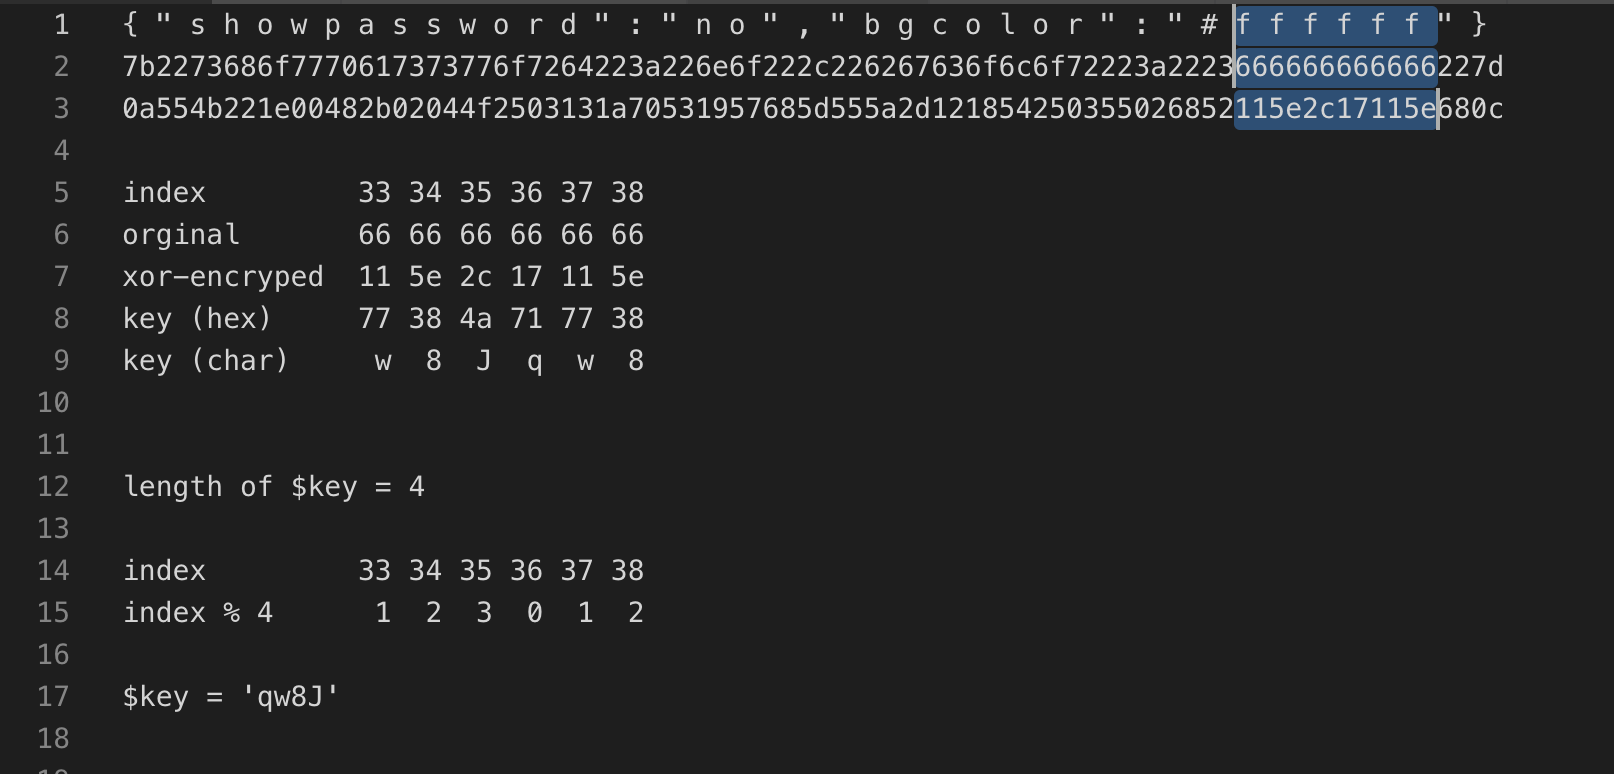 1 { " s h o w p a s s w o r d " : " n o " , " b g c o l o r " : " # f f f f f f " }
2 7b2273686f7770617373776f7264223a226e6f222c226267636f6c6f72223a2223666666666666227d
3 0a554b221e00482b02044f2503131a70531957685d555a2d121854250355026852115e2c17115e680c
4
5 index 33 34 35 36 37 38
6 orginal 66 66 66 66 66 66
7 xor-encryped 11 5e 2c 17 11 5e
8 key (hex) 77 38 4a 71 77 38
9 key (char) w 8 J q w 8
10
11
12 length of $key = 4
13
14 index 33 34 35 36 37 38
15 index % 4 1 2 3 0 1 2
16
17 $key = 'qw8J'
18